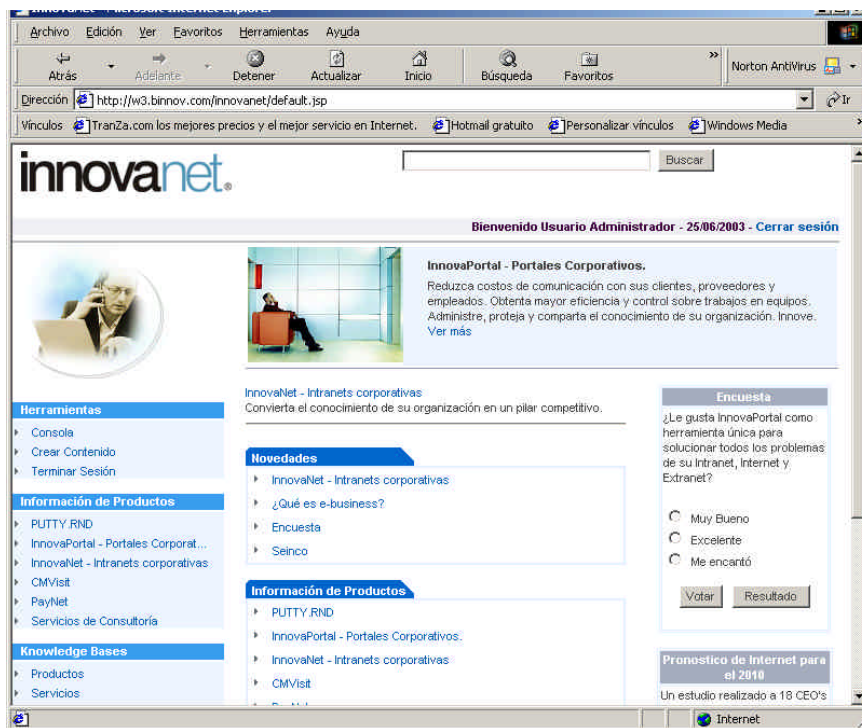 Archivo Edición Ver Favoritos Herramientas Ayuda
Atrás Adelante Detener Actualizar Inicio Búsqueda Favoritos » Norton AntiVirus
Dirección http://w3.binnov.com/innovanet/default.jsp Ir
Vínculos TranZa.com los mejores precios y el mejor servicio en Internet. Hotmail gratuito Personalizar vínculos Windows Media »
innovanet®
Buscar
Bienvenido Usuario Administrador - 25/06/2003 - Cerrar sesión
InnovaPortal - Portales Corporativos.
Reduzca costos de comunicación con sus clientes, proveedores y
empleados. Obtenta mayor eficiencia y control sobre trabajos en equipos.
Administre, proteja y comparta el conocimiento de su organización. Innove.
Ver más
Herramientas
Consola
Crear Contenido
Terminar Sesión
Información de Productos
PUTTY.RND
InnovaPortal - Portales Corporat...
InnovaNet - Intranets corporativas
CMVisit
PayNet
Servicios de Consultoría
Knowledge Bases
Productos
Servicios
InnovaNet - Intranets corporativas
Convierta el conocimiento de su organización en un pilar competitivo.
Novedades
InnovaNet - Intranets corporativas
¿Qué es e-business?
Encuesta
Seinco
Información de Productos
PUTTY.RND
InnovaPortal - Portales Corporativos.
InnovaNet - Intranets corporativas
CMVisit
Encuesta
¿Le gusta InnovaPortal como
herramienta única para
solucionar todos los problemas
de su Intranet, Internet y
Extranet?
Muy Bueno
Excelente
Me encantó
Votar Resultado
Pronostico de Internet para
el 2010
Un estudio realizado a 18 CEO's
Internet